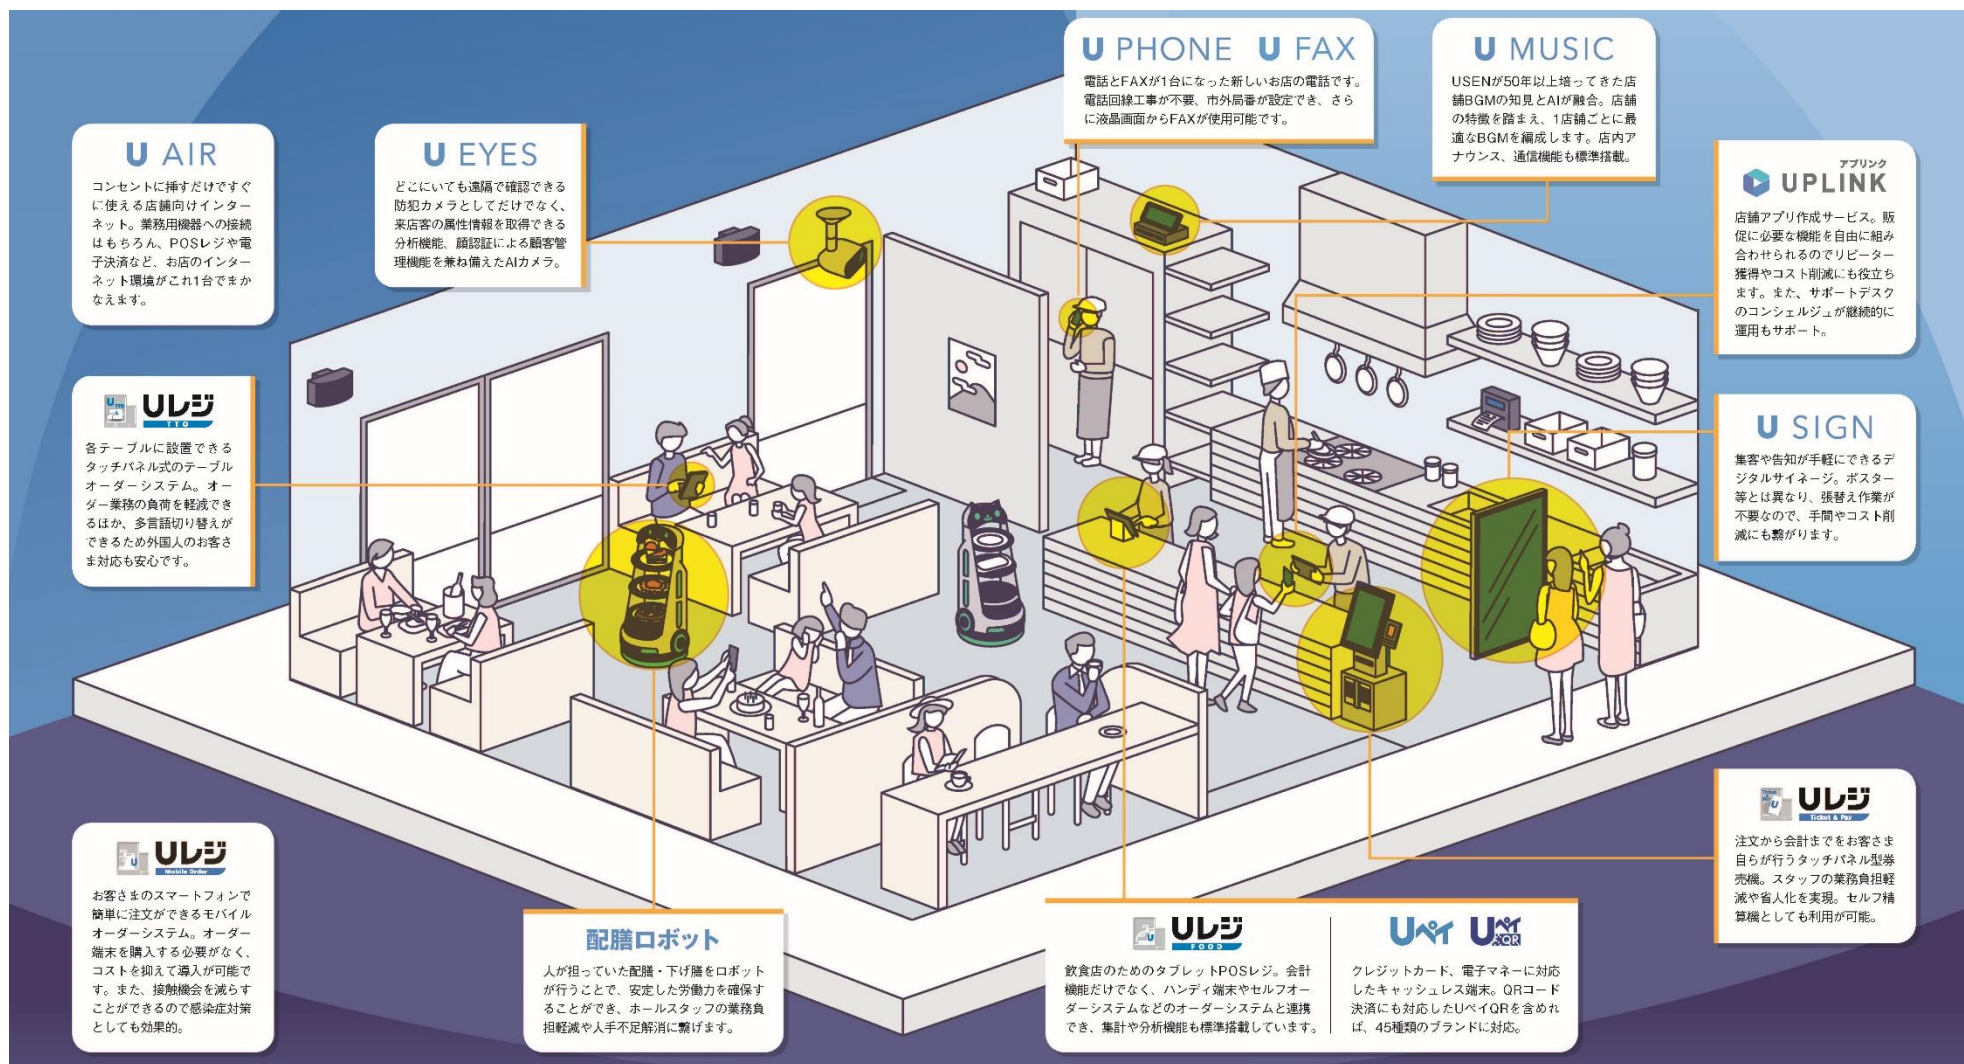 U PHONE U FAX
電話とFAXが1台になった新しいお店の電話です。
電話回線工事が不要、市外局番が設定でき、さら
に液晶画面からFAXが使用可能です。
U MUSIC
USENが50年以上培ってきた店
舗BGMの知見とAIが融合。店舗
の特徴を踏まえ、1店舗ごとに最
適なBGMを編成します。店内ア
ナウンス、通信機能も標準搭載。
U AIR
コンセントに挿すだけですぐ
に使える店舗向けインター
ネット。業務用機器への接続
はもちろん、POSレジや電
子決済など、お店のインター
ネット環境がこれ1台でまか
なえます。
U EYES
どこにいても遠隔で確認できる
防犯カメラとしてだけでなく、
来店客の属性情報を取得できる
分析機能、顔認証による顧客管
理機能を兼ね備えたAIカメラ。
アプリンク
UPLINK
店舗アプリ作成サービス。販
促に必要な機能を自由に組み
合わせられるのでリピーター
獲得やコスト削減にも役立ち
ます。また、サポートデスク
のコンシェルジュが継続的に
運用もサポート。
Uレジ
TTO
各テーブルに設置できる
タッチパネル式のテーブル
オーダーシステム。オー
ダー業務の負荷を軽減でき
るほか、多言語切り替えが
できるため外国人のお客さ
ま対応も安心です。
U SIGN
集客や告知が手軽にできるデ
ジタルサイネージ。ポスター
等とは異なり、張替え作業が
不要なので、手間やコスト削
減にも繋がります。
Uレジ
Mobile Order
お客さまのスマートフォンで
簡単に注文ができるモバイル
オーダーシステム。オーダー
端末を購入する必要がなく、
コストを抑えて導入が可能で
す。また、接触機会を減らす
ことができるので感染症対策
としても効果的。
配膳ロボット
人が担っていた配膳・下げ膳をロボット
が行うことで、安定した労働力を確保す
ることができ、ホールスタッフの業務負
担軽減や人手不足解消に繋げます。
Uレジ
FOOD
飲食店のためのタブレットPOSレジ。会計
機能だけでなく、ハンディ端末やセルフオー
ダーシステムなどのオーダーシステムと連携
でき、集計や分析機能も標準搭載しています。
Uペイ UペイQR
クレジットカード、電子マネーに対応
したキャッシュレス端末。QRコード
決済にも対応したUペイQRを含めれ
ば、45種類のブランドに対応。
Uレジ
Ticket & Pay
注文から会計までをお客さま
自らが行うタッチパネル型券
売機。スタッフの業務負担軽
減や省人化を実現。セルフ精
算機としても利用が可能。